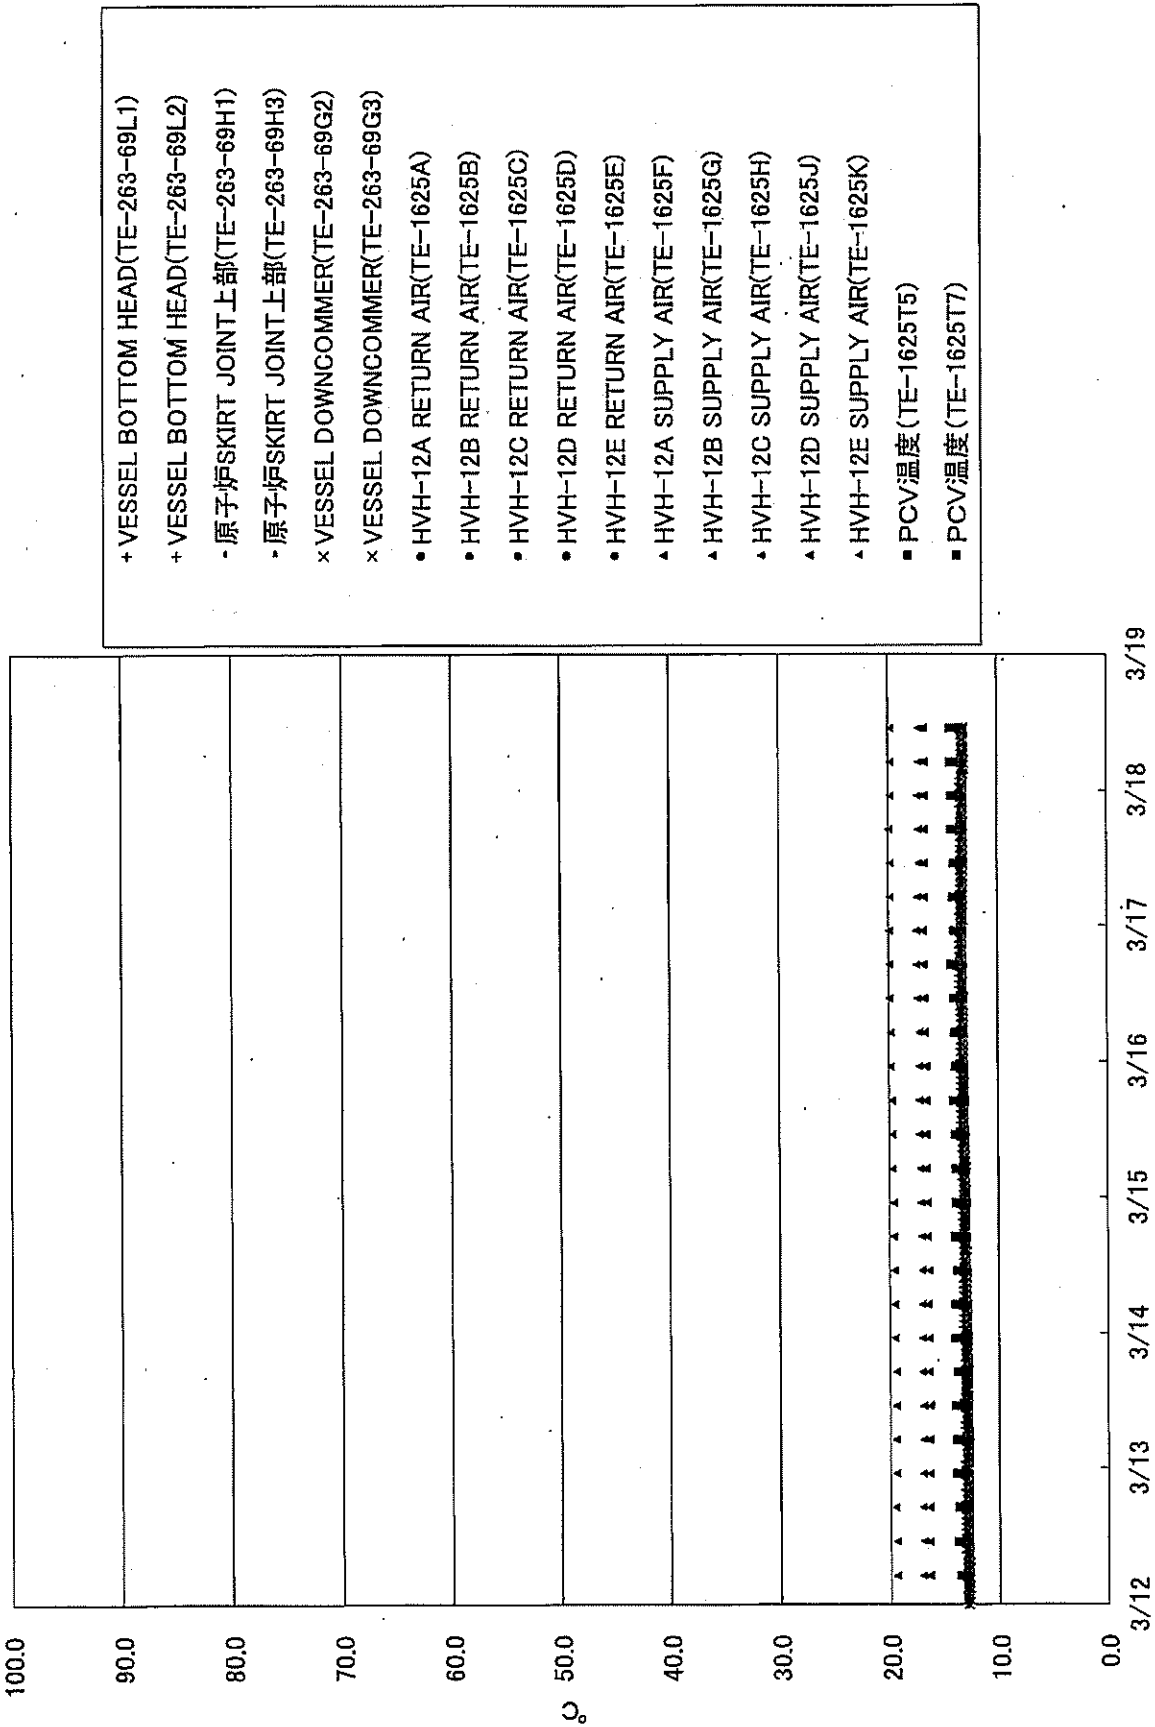 100.0
90.0
80.0
70.0
60.0
50.0
40.0
30.0
20.0
10.0
0.0
℃
3/12
3/13
3/14
3/15
3/16
3/17
3/18
3/19
+ VESSEL BOTTOM HEAD(TE-263-69L1)
+ VESSEL BOTTOM HEAD(TE-263-69L2)
- 原子炉SKIRT JOINT上部(TE-263-69H1)
- 原子炉SKIRT JOINT上部(TE-263-69H3)
× VESSEL DOWNCOMMER(TE-263-69G2)
× VESSEL DOWNCOMMER(TE-263-69G3)
● HVH-12A RETURN AIR(TE-1625A)
● HVH-12B RETURN AIR(TE-1625B)
● HVH-12C RETURN AIR(TE-1625C)
● HVH-12D RETURN AIR(TE-1625D)
● HVH-12E RETURN AIR(TE-1625E)
▲ HVH-12A SUPPLY AIR(TE-1625F)
▲ HVH-12B SUPPLY AIR(TE-1625G)
▲ HVH-12C SUPPLY AIR(TE-1625H)
▲ HVH-12D SUPPLY AIR(TE-1625J)
▲ HVH-12E SUPPLY AIR(TE-1625K)
■ PCV温度(TE-1625T5)
■ PCV温度(TE-1625T7)